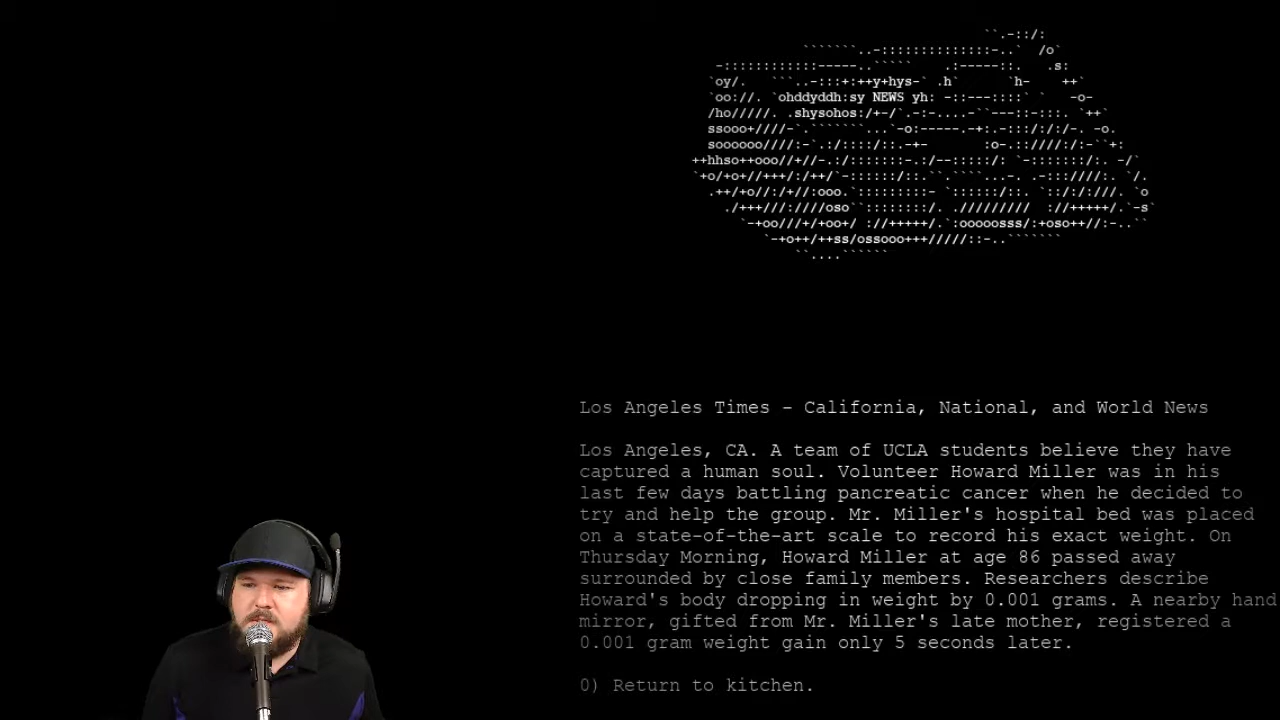 NEWS
Los Angeles Times - California, National, and World News
Los Angeles, CA. A team of UCLA students believe they have
captured a human soul. Volunteer Howard Miller was in his
last few days battling pancreatic cancer when he decided to
try and help the group. Mr. Miller's hospital bed was placed
on a state-of-the-art scale to record his exact weight. On
Thursday Morning, Howard Miller at age 86 passed away
surrounded by close family members. Researchers describe
Howard's body dropping in weight by 0.001 grams. A nearby hand
mirror, gifted from Mr. Miller's late mother, registered a
0.001 gram weight gain only 5 seconds later.
0) Return to kitchen.